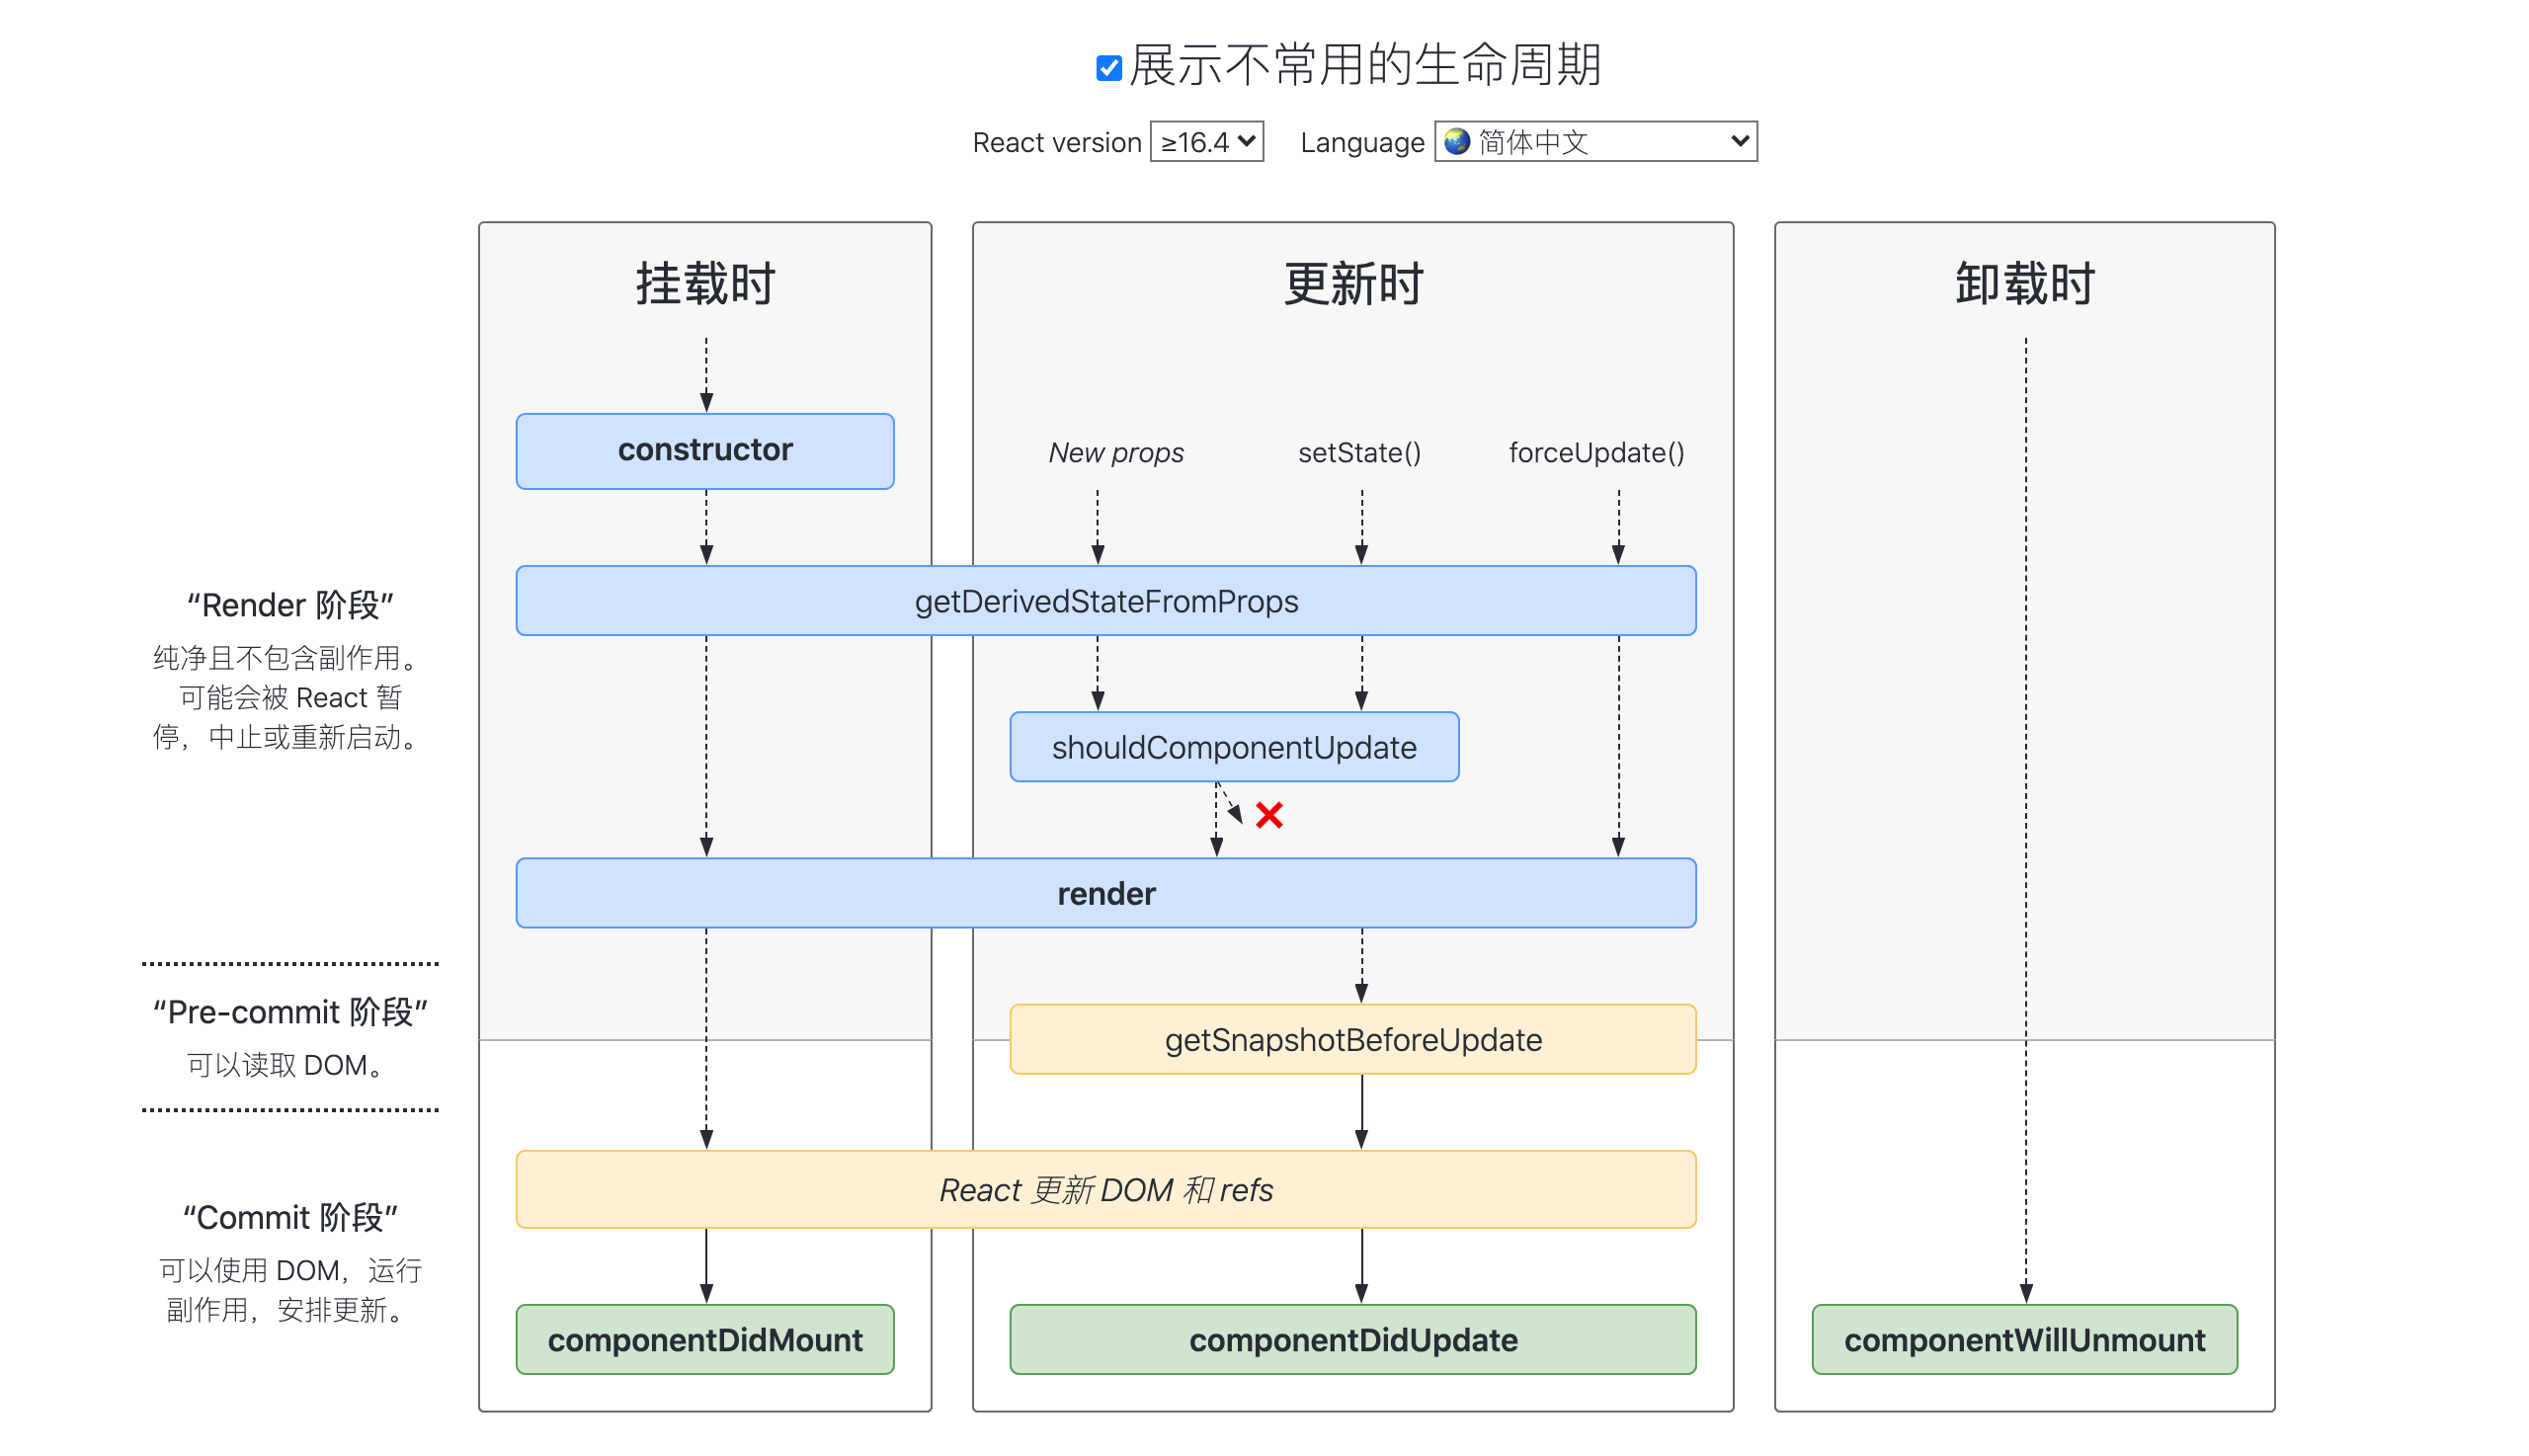 展示不常用的生命周期
React version ≥16.4 Language 简体中文
挂载时
更新时
卸载时
constructor
New props
setState()
forceUpdate()
getDerivedStateFromProps
“Render 阶段”
纯净且不包含副作用。
可能会被 React 暂
停，中止或重新启动。
shouldComponentUpdate
render
“Pre-commit 阶段”
可以读取 DOM。
getSnapshotBeforeUpdate
React 更新 DOM 和 refs
“Commit 阶段”
可以使用 DOM，运行
副作用，安排更新。
componentDidMount
componentDidUpdate
componentWillUnmount